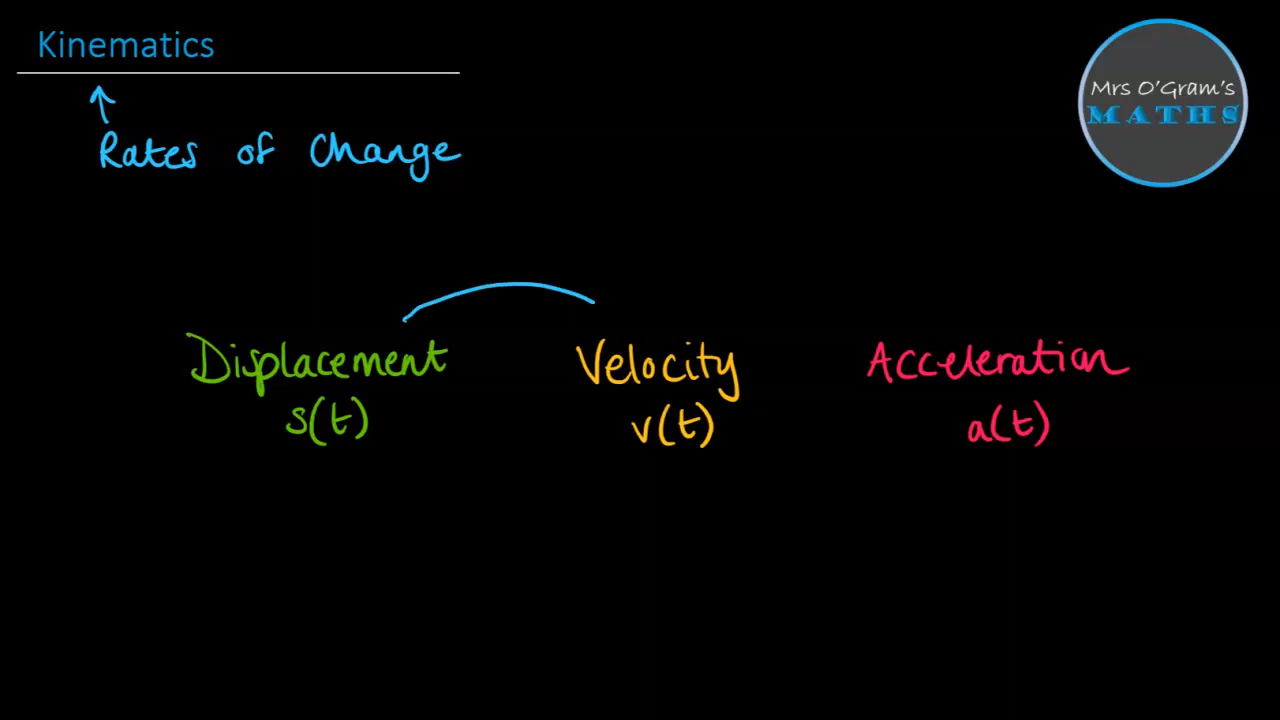 Kinematics
Mrs O'Gram's
MATHS
Rates of Change
Displacement Velocity Acceleration
s(t) v(t) a(t)